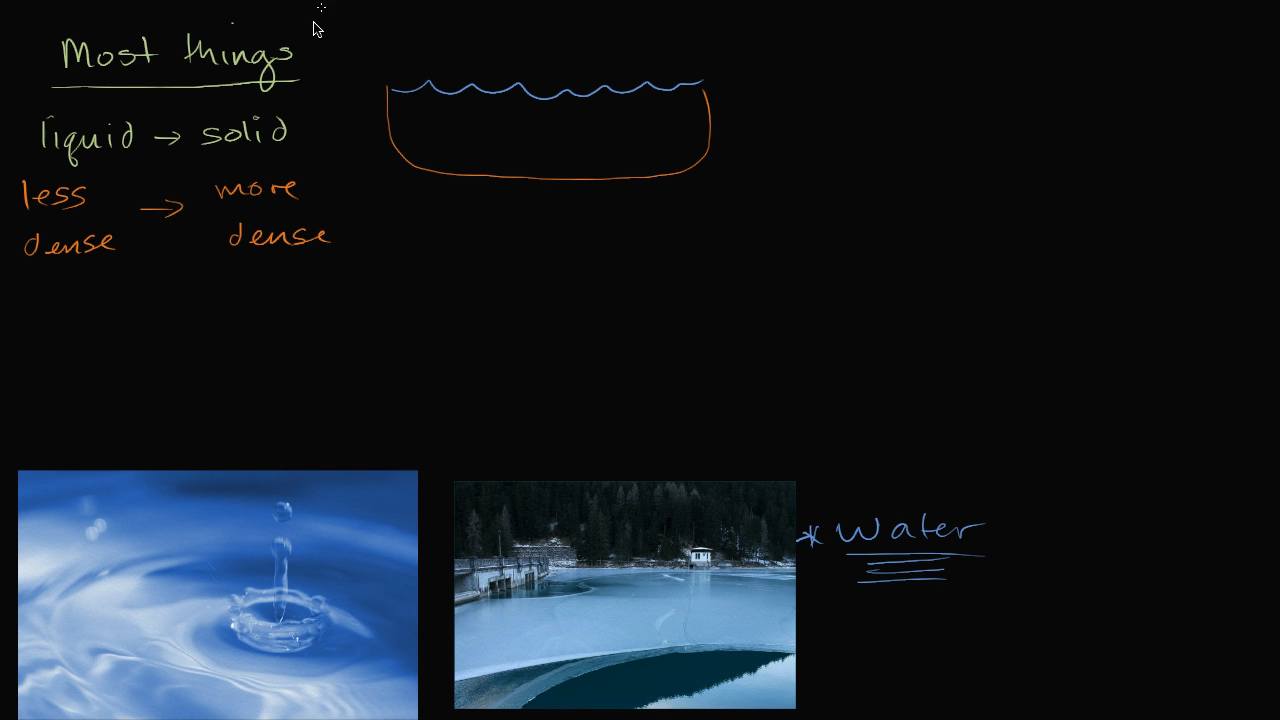 Most things
liquid → solid
less dense → more dense
* Water